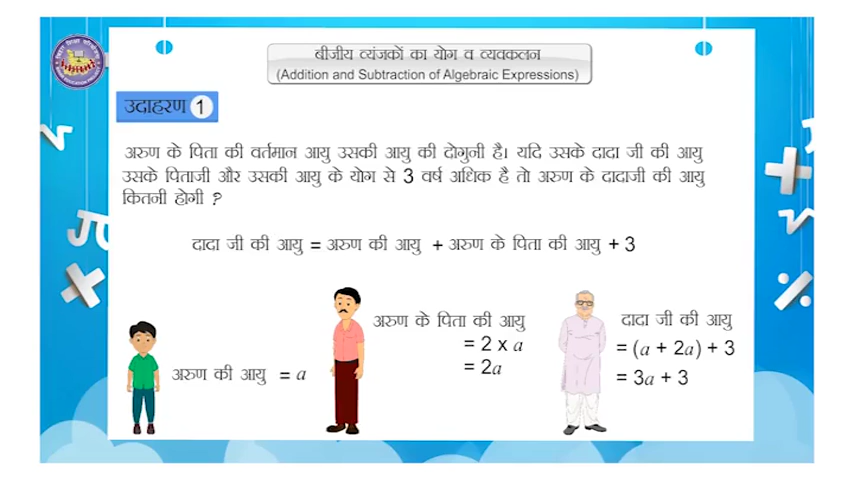 बीजीय व्यंजकों का योग व व्यवकलन
(Addition and Subtraction of Algebraic Expressions)
उदाहरण 1
अरुण के पिता की वर्तमान आयु उसकी आयु की दोगुनी है। यदि उसके दादा जी की आयु
उसके पिताजी और उसकी आयु के योग से 3 वर्ष अधिक है तो अरुण के दादाजी की आयु
कितनी होगी ?
दादा जी की आयु = अरुण की आयु + अरुण के पिता की आयु + 3
अरुण की आयु = a
अरुण के पिता की आयु
= 2 x a
= 2a
दादा जी की आयु
= (a + 2a) + 3
= 3a + 3